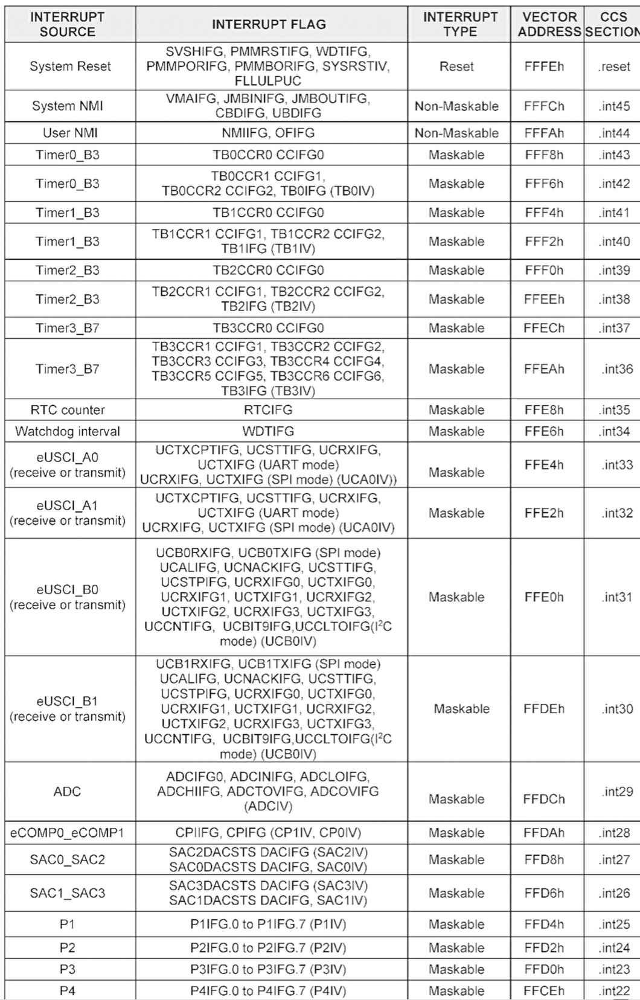 INTERRUPT SOURCE INTERRUPT FLAG INTERRUPT TYPE VECTOR ADDRESS CCS SECTION
System Reset SVSHIFG, PMMRSTIFG, WDTIFG,
PMMPORIFG, PMMBORIFG, SYSRSTIV,
FLLULPUC Reset FFFEh .reset
System NMI VMAIFG, JMBINIFG, JMBOUTIFG,
CBDIFG, UBDIFG Non-Maskable FFFCh .int45
User NMI NMIIFG, OFIFG Non-Maskable FFFAh .int44
Timer0_B3 TB0CCR0 CCIFG0 Maskable FFF8h .int43
Timer0_B3 TB0CCR1 CCIFG1,
TB0CCR2 CCIFG2, TB0IFG (TB0IV) Maskable FFF6h .int42
Timer1_B3 TB1CCR0 CCIFG0 Maskable FFF4h .int41
Timer1_B3 TB1CCR1 CCIFG1, TB1CCR2 CCIFG2,
TB1IFG (TB1IV) Maskable FFF2h .int40
Timer2_B3 TB2CCR0 CCIFG0 Maskable FFF0h .int39
Timer2_B3 TB2CCR1 CCIFG1, TB2CCR2 CCIFG2,
TB2IFG (TB2IV) Maskable FFEEh .int38
Timer3_B7 TB3CCR0 CCIFG0 Maskable FFECh .int37
Timer3_B7 TB3CCR1 CCIFG1, TB3CCR2 CCIFG2,
TB3CCR3 CCIFG3, TB3CCR4 CCIFG4,
TB3CCR5 CCIFG5, TB3CCR6 CCIFG6,
TB3IFG (TB3IV) Maskable FFEAh .int36
RTC counter RTCIFG Maskable FFE8h .int35
Watchdog interval WDTIFG Maskable FFE6h .int34
eUSCI_A0
(receive or transmit) UCTXCPTIFG, UCSTTIFG, UCRXIFG,
UCTXIFG (UART mode)
UCRXIFG, UCTXIFG (SPI mode) (UCA0IV)) Maskable FFE4h .int33
eUSCI_A1
(receive or transmit) UCTXCPTIFG, UCSTTIFG, UCRXIFG,
UCTXIFG (UART mode)
UCRXIFG, UCTXIFG (SPI mode) (UCA0IV) Maskable FFE2h .int32
eUSCI_B0
(receive or transmit) UCB0RXIFG, UCB0TXIFG (SPI mode)
UCALIFG, UCNACKIFG, UCSTTIFG,
UCSTPIFG, UCRXIFG0, UCTXIFG0,
UCRXIFG1, UCTXIFG1, UCRXIFG2,
UCTXIFG2, UCRXIFG3, UCTXIFG3,
UCCNTIFG, UCBIT9IFG,UCCLTOIFG(I²C
mode) (UCB0IV) Maskable FFE0h .int31
eUSCI_B1
(receive or transmit) UCB1RXIFG, UCB1TXIFG (SPI mode)
UCALIFG, UCNACKIFG, UCSTTIFG,
UCSTPIFG, UCRXIFG0, UCTXIFG0,
UCRXIFG1, UCTXIFG1, UCRXIFG2,
UCTXIFG2, UCRXIFG3, UCTXIFG3,
UCCNTIFG, UCBIT9IFG,UCCLTOIFG(I²C
mode) (UCB0IV) Maskable FFDEh .int30
ADC ADCIFG0, ADCINIFG, ADCLOIFG,
ADCHIIFG, ADCTOVIFG, ADCOVIFG
(ADCIV) Maskable FFDCh .int29
eCOMP0_eCOMP1 CPIIFG, CPIFG (CP1IV, CP0IV) Maskable FFDAh .int28
SAC0_SAC2 SAC2DACSTS DACIFG (SAC2IV)
SAC0DACSTS DACIFG, SAC0IV) Maskable FFD8h .int27
SAC1_SAC3 SAC3DACSTS DACIFG (SAC3IV)
SAC1DACSTS DACIFG, SAC1IV) Maskable FFD6h .int26
P1 P1IFG.0 to P1IFG.7 (P1IV) Maskable FFD4h .int25
P2 P2IFG.0 to P2IFG.7 (P2IV) Maskable FFD2h .int24
P3 P3IFG.0 to P3IFG.7 (P3IV) Maskable FFD0h .int23
P4 P4IFG.0 to P4IFG.7 (P4IV) Maskable FFCEh .int22